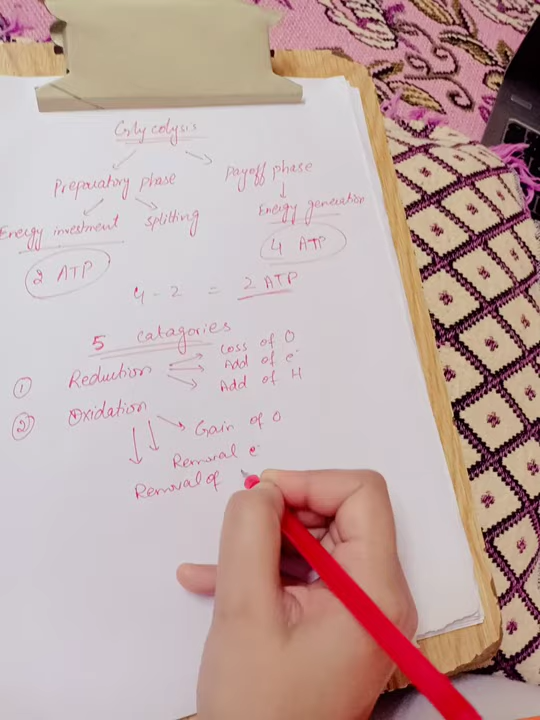 Glycolysis
Preparatory phase
Payoff phase
Energy investment
splitting
Energy generation
2 ATP
4 ATP
4 - 2 = 2 ATP
5 catagories
① Reduction
Loss of O
Add of e-
Add of H
② Oxidation
Gain of O
Removal e-
Removal of